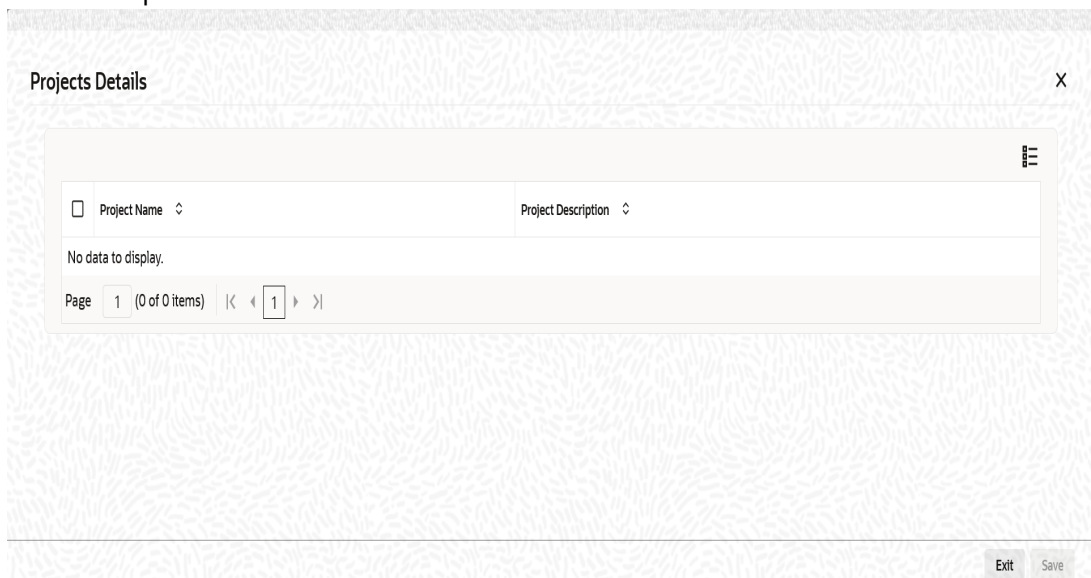 Projects Details X
Project Name Project Description
No data to display.
Page 1 (0 of 0 items) 1
Exit Save